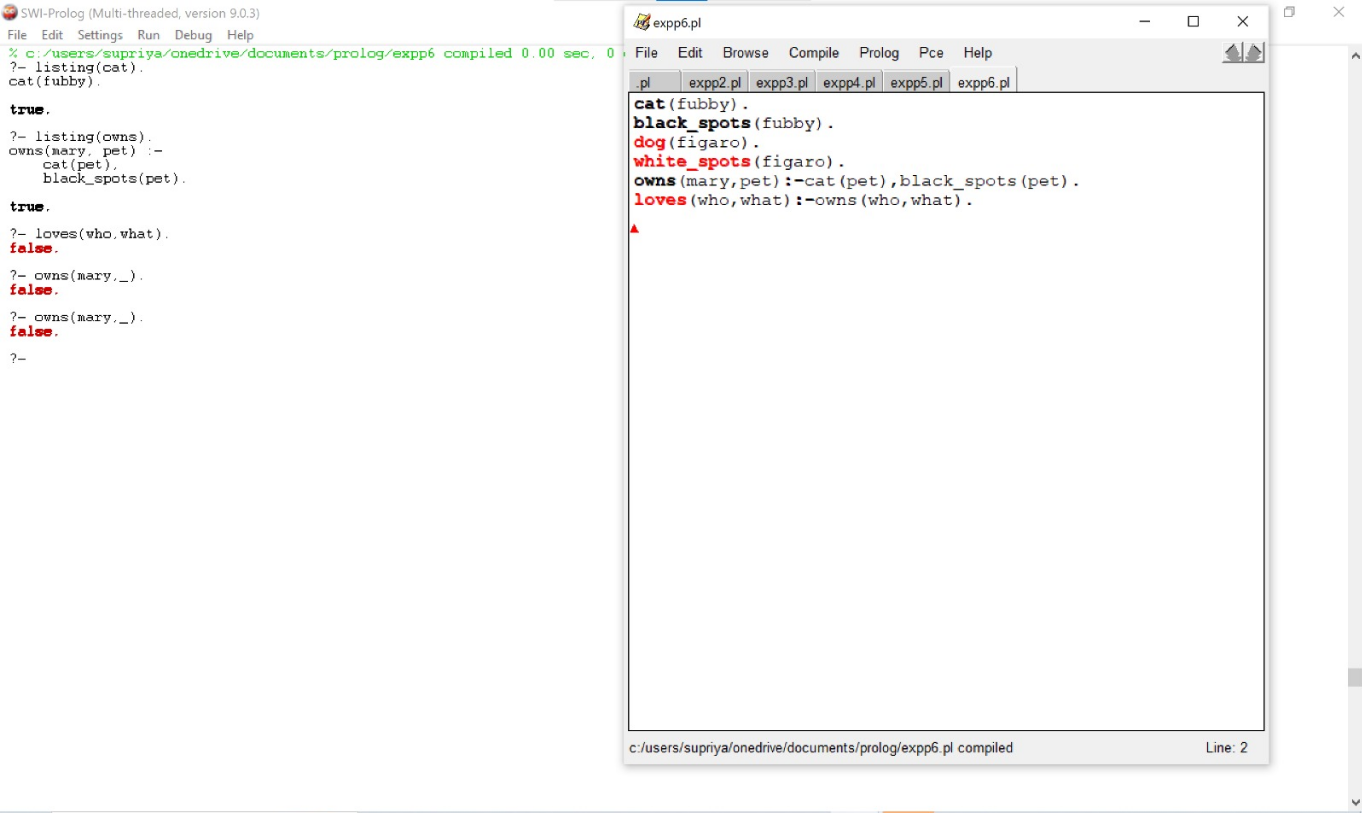 SWI-Prolog (Multi-threaded, version 9.0.3)
File Edit Settings Run Debug Help
% c:/users/supriya/onedrive/documents/prolog/expp6 compiled 0.00 sec, 0
?- listing(cat).
cat(fubby).
true.
?- listing(owns).
owns(mary, pet) :-
cat(pet),
black_spots(pet).
true.
?- loves(who,what).
false.
?- owns(mary,_).
false.
?- owns(mary,_).
false.
?-
expp6.pl
File Edit Browse Compile Prolog Pce Help
.pl expp2.pl expp3.pl expp4.pl expp5.pl expp6.pl
cat(fubby).
black_spots(fubby).
dog(figaro).
white_spots(figaro).
owns(mary,pet):-cat(pet),black_spots(pet).
loves(who,what):-owns(who,what).
c:/users/supriya/onedrive/documents/prolog/expp6.pl compiled Line: 2